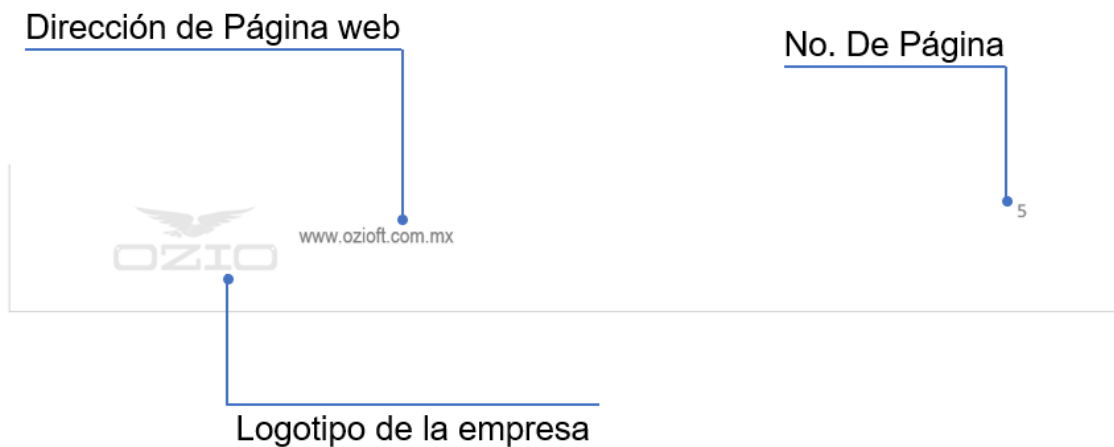 Dirección de Página web
No. De Página
5
OZIO
www.ozioft.com.mx
Logotipo de la empresa